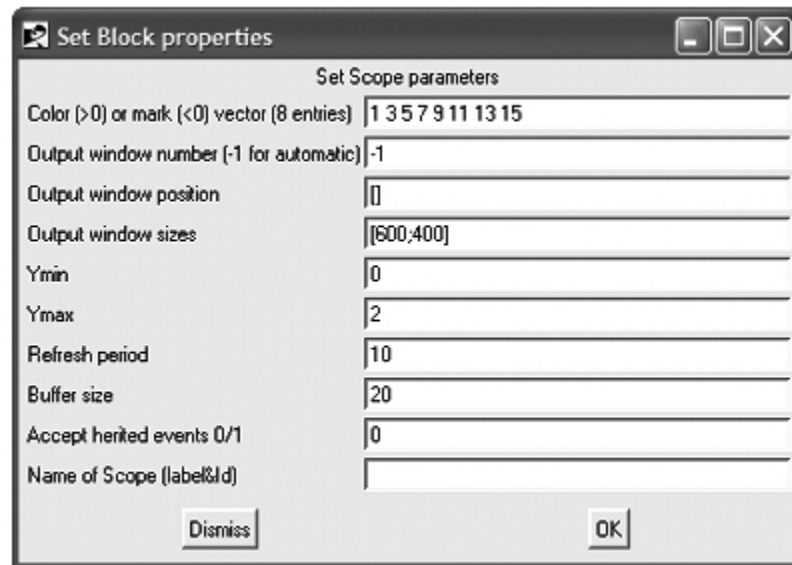 Set Block properties
Set Scope parameters
Color (>0) or mark (<0) vector (8 entries) 1 3 5 7 9 11 13 15
Output window number (-1 for automatic) -1
Output window position []
Output window sizes [600;400]
Ymin 0
Ymax 2
Refresh period 10
Buffer size 20
Accept herited events 0/1 0
Name of Scope (label&Id)
Dismiss OK